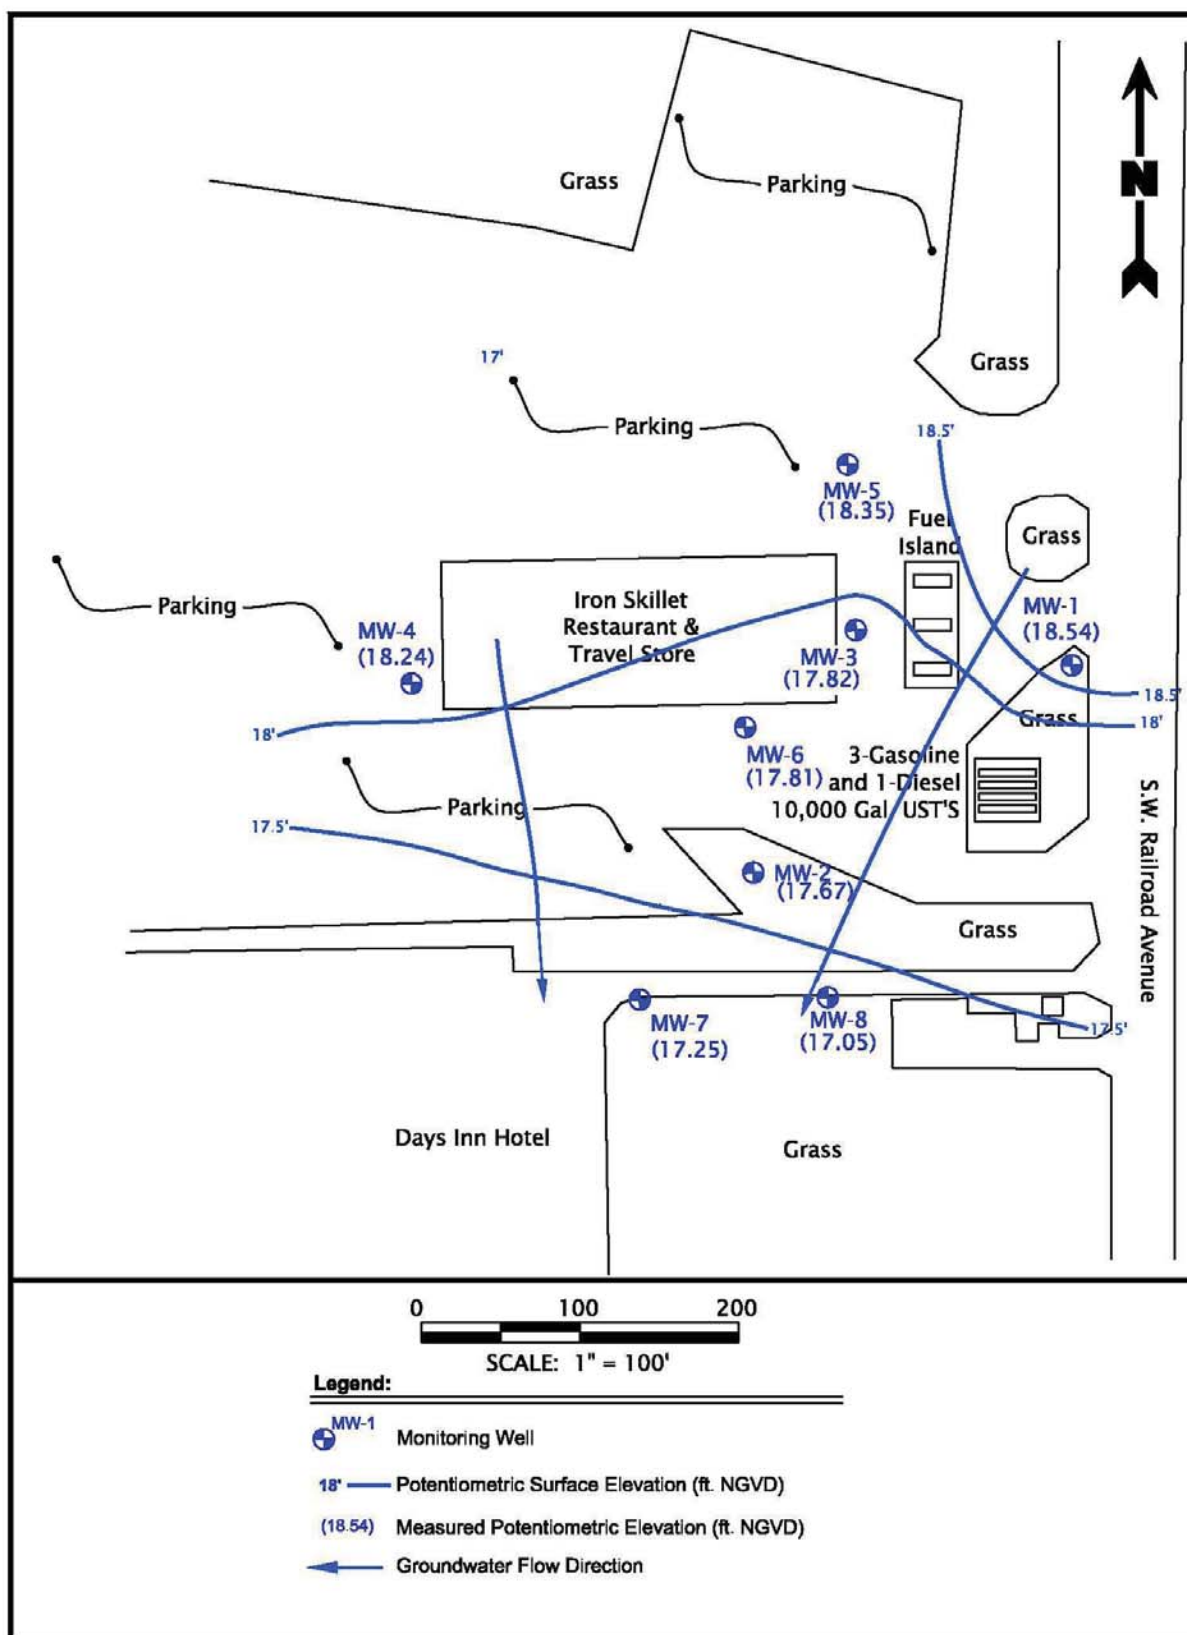 Grass
Parking
N
Grass
17'
Parking
18.5'
MW-5
(18.35)
Fuel
Island
Grass
Parking
Iron Skillet
Restaurant &
Travel Store
MW-1
(18.54)
MW-4
(18.24)
MW-3
(17.82)
18.5'
Grass
18'
18'
MW-6
(17.81)
3-Gasoline
and 1-Diesel
10,000 Gal UST'S
Parking
17.5'
S.W. Railroad Avenue
MW-2
(17.67)
Grass
MW-7
(17.25)
MW-8
(17.05)
17.5'
Days Inn Hotel
Grass
0 100 200
SCALE: 1" = 100'
Legend:
MW-1 Monitoring Well
18' Potentiometric Surface Elevation (ft. NGVD)
(18.54) Measured Potentiometric Elevation (ft. NGVD)
Groundwater Flow Direction